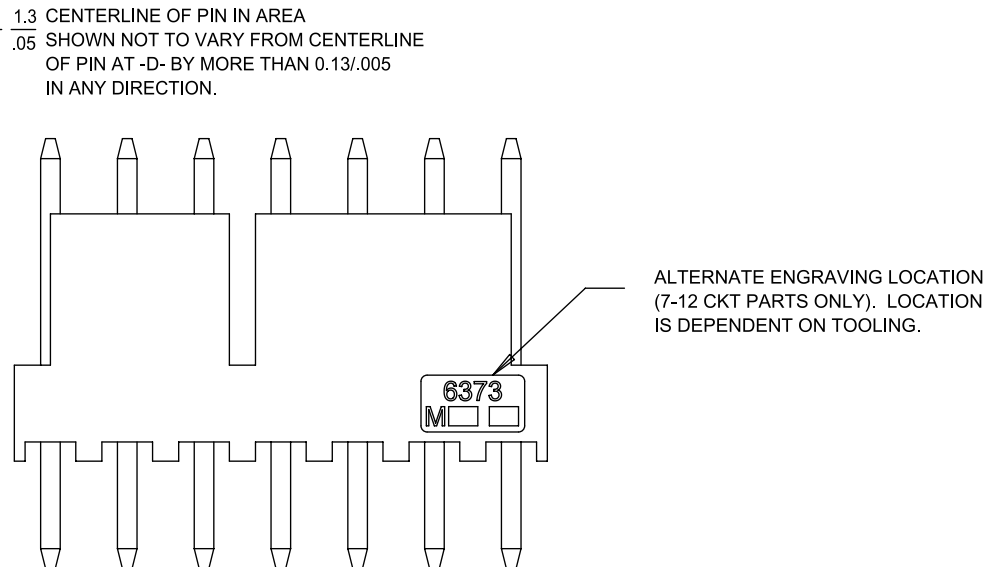 1.3 CENTERLINE OF PIN IN AREA
.05 SHOWN NOT TO VARY FROM CENTERLINE
OF PIN AT -D- BY MORE THAN 0.13/.005
IN ANY DIRECTION.
ALTERNATE ENGRAVING LOCATION
(7-12 CKT PARTS ONLY). LOCATION
IS DEPENDENT ON TOOLING.
6373
M